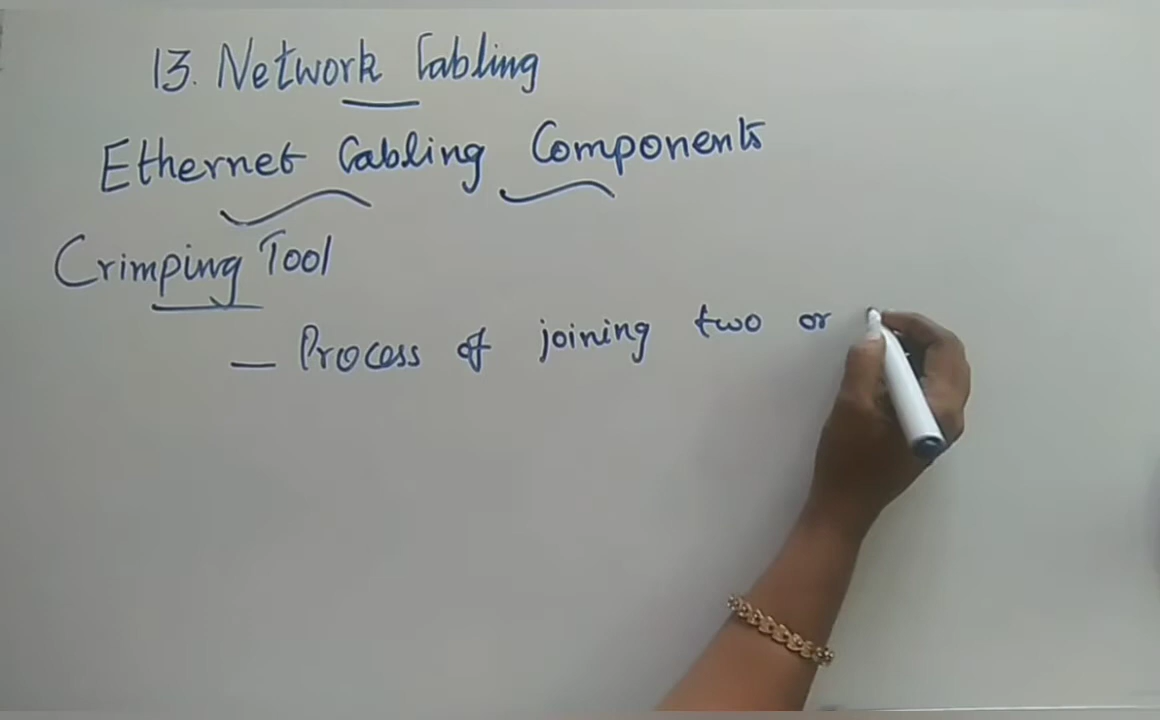 13. Network Cabling
Ethernet Cabling Components
Crimping Tool
— Process of joining two or